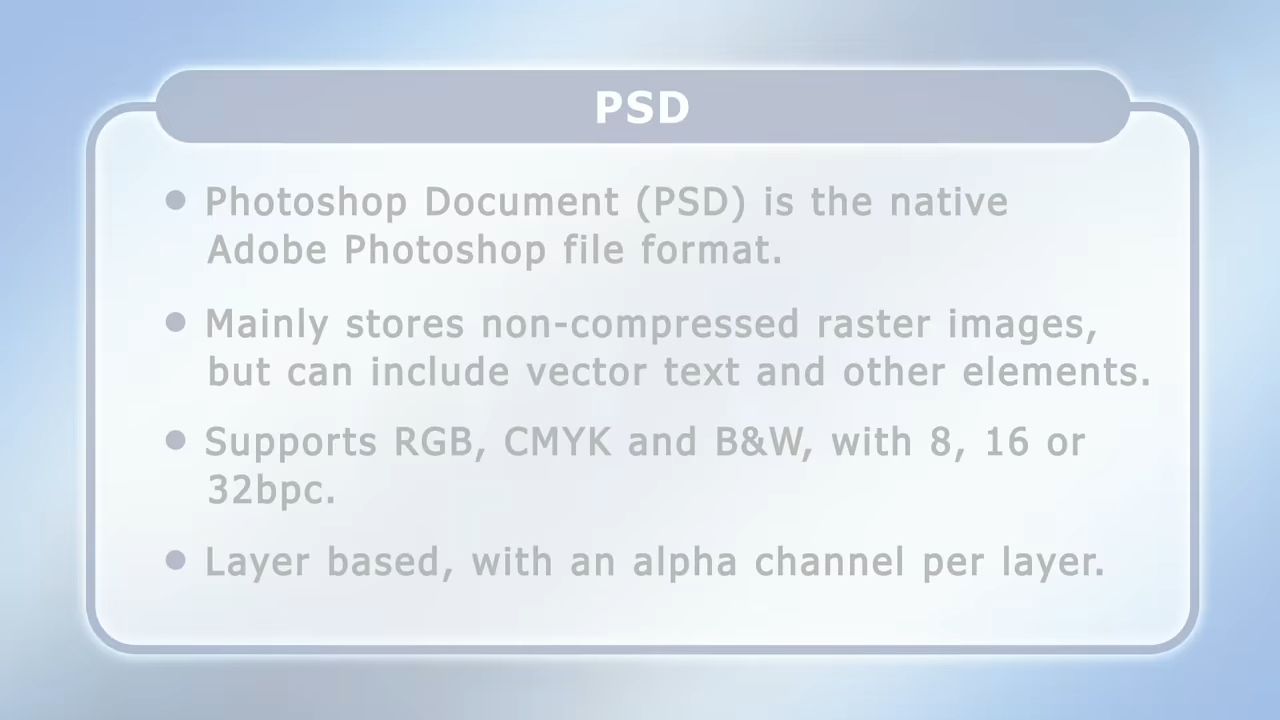 PSD
Photoshop Document (PSD) is the native
Adobe Photoshop file format.
Mainly stores non-compressed raster images,
but can include vector text and other elements.
Supports RGB, CMYK and B&W, with 8, 16 or
32bpc.
Layer based, with an alpha channel per layer.